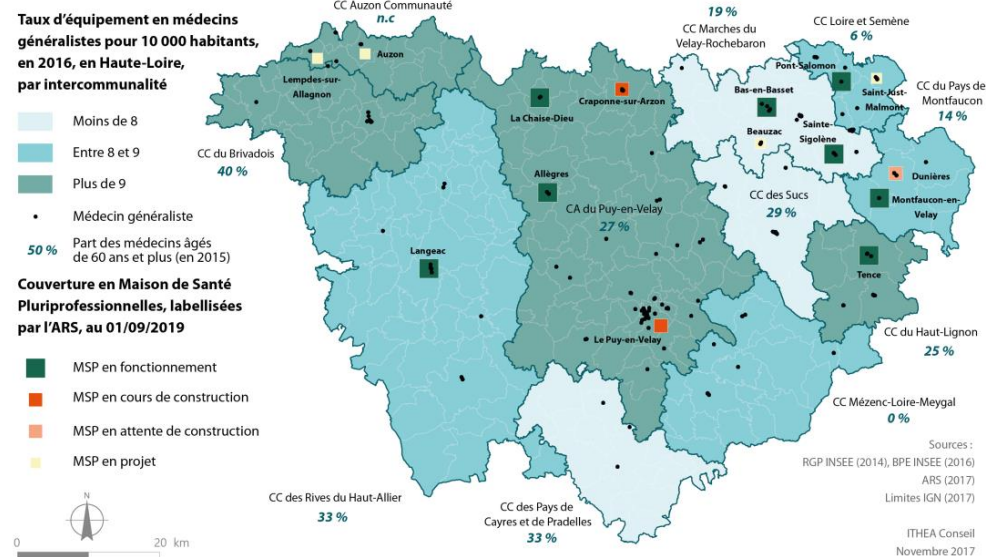 Taux d'équipement en médecins
généralistes pour 10 000 habitants,
en 2016, en Haute-Loire,
par intercommunalité
Moins de 8
Entre 8 et 9
Plus de 9
Médecin généraliste
50 %
Part des médecins âgés
de 60 ans et plus (en 2015)
Couverture en Maison de Santé
Pluriprofessionnelles, labellisées
par l'ARS, au 01/09/2019
MSP en fonctionnement
MSP en cours de construction
MSP en attente de construction
MSP en projet
N
0
20 km
CC Auzon Communauté
n.c
Auzon
Lempdes-sur-
Allagnon
CC du Brivadois
40 %
La Chaise-Dieu
Craponne-sur-Arzon
Allègres
CA du Puy-en-Velay
27 %
Langeac
Le Puy-en-Velay
19 %
CC Marches du
Velay-Rochebaron
CC Loire et Semène
6 %
Pont-Salomon
Bas-en-Basset
Saint-Just-
Malmont
Beauzac
Sainte-
Sigolène
CC du Pays de
Montfaucon
14 %
Dunières
Montfaucon-en-
Velay
CC des Sucs
29 %
Tence
CC du Haut-Lignon
25 %
CC Mézenc-Loire-Meygal
0 %
CC des Rives du Haut-Allier
33 %
CC des Pays de
Cayres et de Pradelles
33 %
Sources :
RGP INSEE (2014), BPE INSEE (2016)
ARS (2017)
Limites IGN (2017)
ITHEA Conseil
Novembre 2017